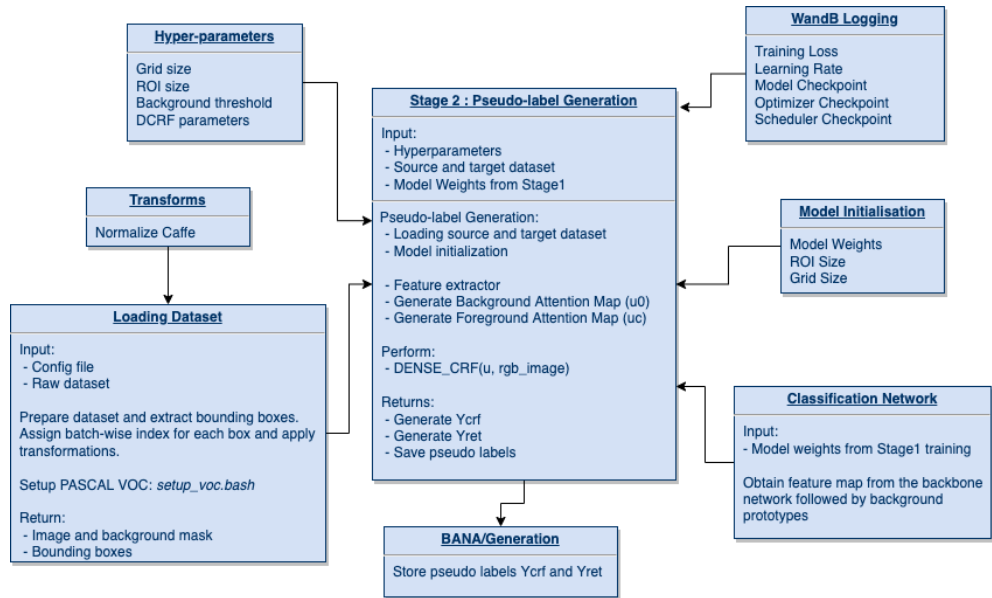 Hyper-parameters
Grid size
ROI size
Background threshold
DCRF parameters
WandB Logging
Training Loss
Learning Rate
Model Checkpoint
Optimizer Checkpoint
Scheduler Checkpoint
Stage 2 : Pseudo-label Generation
Input:
- Hyperparameters
- Source and target dataset
- Model Weights from Stage1
Pseudo-label Generation:
- Loading source and target dataset
- Model initialization
- Feature extractor
- Generate Background Attention Map (u0)
- Generate Foreground Attention Map (uc)
Perform:
- DENSE_CRF(u, rgb_image)
Returns:
- Generate Ycrf
- Generate Yret
- Save pseudo labels
Transforms
Normalize Caffe
Model Initialisation
Model Weights
ROI Size
Grid Size
Loading Dataset
Input:
- Config file
- Raw dataset
Prepare dataset and extract bounding boxes.
Assign batch-wise index for each box and apply
transformations.
Setup PASCAL VOC: setup_voc.bash
Return:
- Image and background mask
- Bounding boxes
Classification Network
Input:
- Model weights from Stage1 training
Obtain feature map from the backbone
network followed by background
prototypes
BANA/Generation
Store pseudo labels Ycrf and Yret